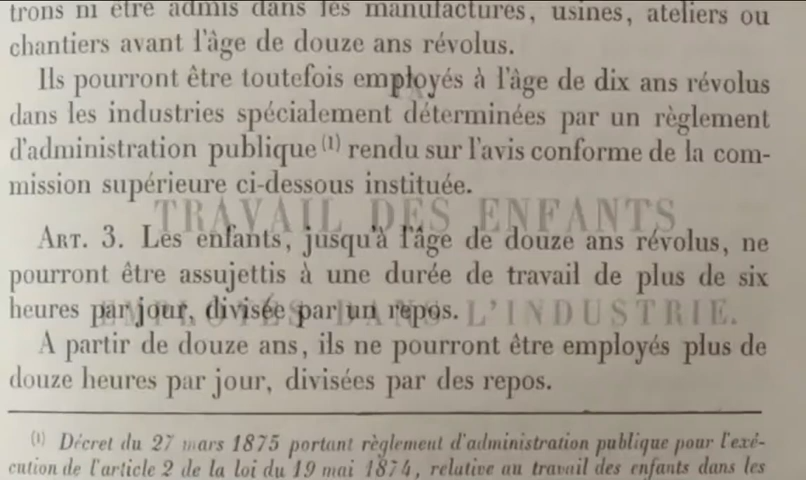 trons ni être admis dans les manufactures, usines, ateliers ou
chantiers avant l'âge de douze ans révolus.
Ils pourront être toutefois employés à l'âge de dix ans révolus
dans les industries spécialement déterminées par un règlement
d'administration publique (1) rendu sur l'avis conforme de la com-
mission supérieure ci-dessous instituée.
TRAVAIL DES ENFANTS
ART. 3. Les enfants, jusqu'à l'âge de douze ans révolus, ne
pourront être assujettis à une durée de travail de plus de six
heures par jour, divisée par un repos.
EMPLOYÉS DANS L'INDUSTRIE.
A partir de douze ans, ils ne pourront être employés plus de
douze heures par jour, divisées par des repos.
(1) Décret du 27 mars 1875 portant règlement d'administration publique pour l'exé-
cution de l'article 2 de la loi du 19 mai 1874, relative au travail des enfants dans les